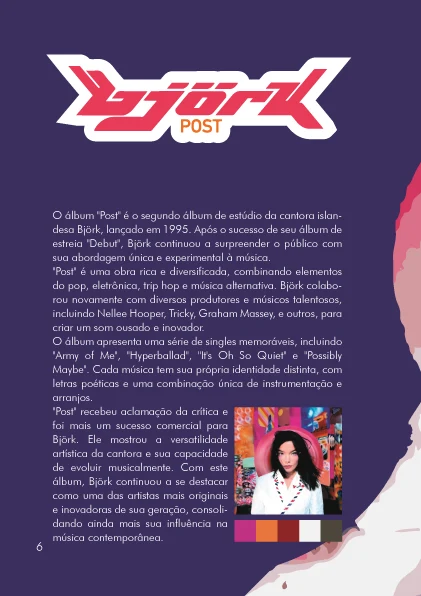 björk
POST
O álbum "Post" é o segundo álbum de estúdio da cantora islan-
desa Björk, lançado em 1995. Após o sucesso de seu álbum de
estreia "Debut", Björk continuou a surpreender o público com
sua abordagem única e experimental à música.
"Post" é uma obra rica e diversificada, combinando elementos
do pop, eletrônica, trip hop e música alternativa. Björk colabo-
rou novamente com diversos produtores e músicos talentosos,
incluindo Nellee Hooper, Tricky, Graham Massey, e outros, para
criar um som ousado e inovador.
O álbum apresenta uma série de singles memoráveis, incluindo
"Army of Me", "Hyperballad", "It's Oh So Quiet" e "Possibly
Maybe". Cada música tem sua própria identidade distinta, com
letras poéticas e uma combinação única de instrumentação e
arranjos.
"Post" recebeu aclamação da crítica e
foi mais um sucesso comercial para
Björk. Ele mostrou a versatilidade
artística da cantora e sua capacidade
de evoluir musicalmente. Com este
álbum, Björk continuou a se destacar
como uma das artistas mais originais
e inovadoras de sua geração, consoli-
dando ainda mais sua influência na
música contemporânea.
6